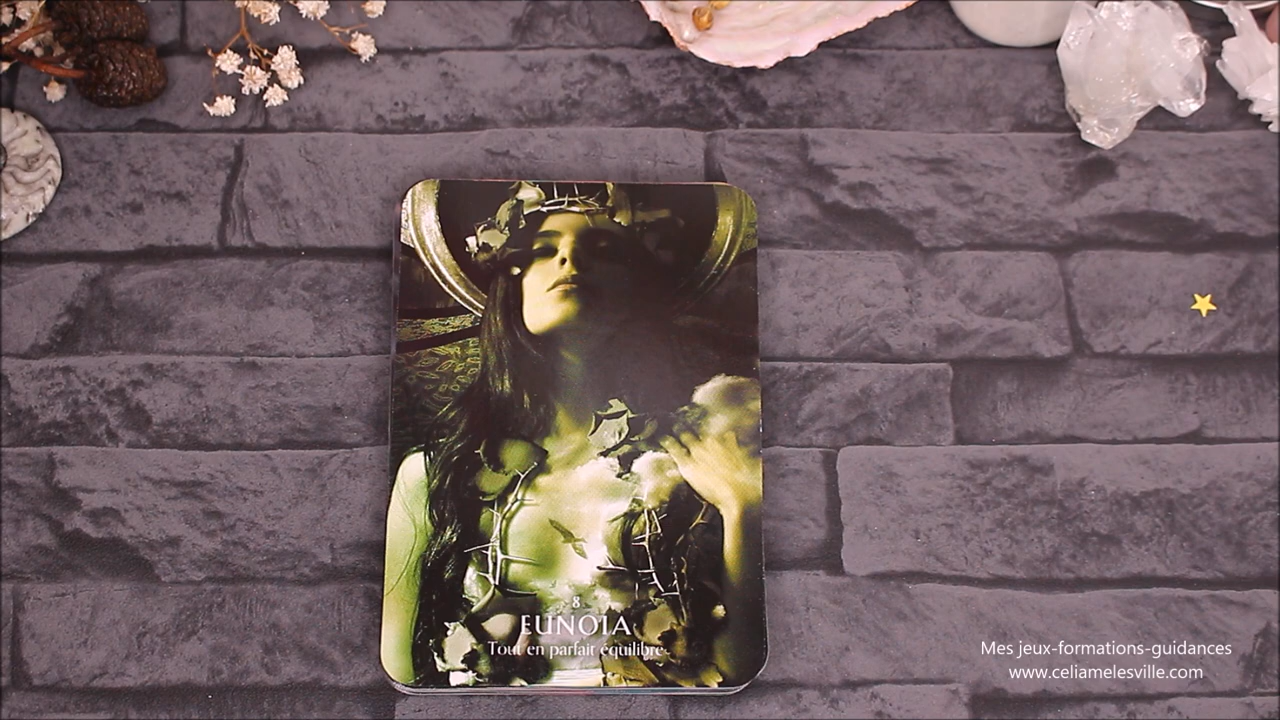 8
EUNOIA
Tout en parfait équilibre
Mes jeux-formations-guidances
www.celiamelesville.com